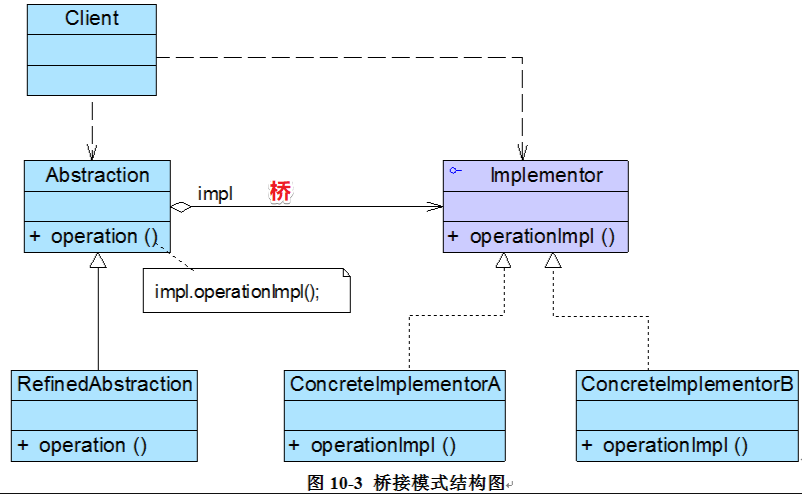 Client
Abstraction
+ operation ()
impl
桥
Implementor
+ operationImpl ()
impl.operationImpl();
RefinedAbstraction
+ operation ()
ConcreteImplementorA
+ operationImpl ()
ConcreteImplementorB
+ operationImpl ()
图 10-3 桥接模式结构图